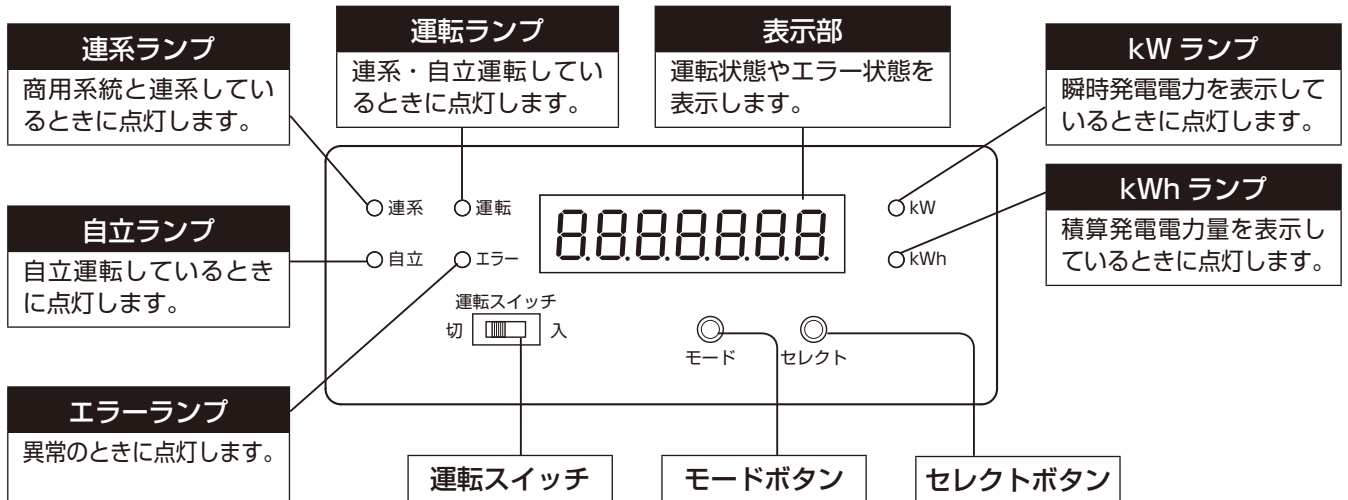 連系ランプ
商用系統と連系してい
るときに点灯します。
運転ランプ
連系・自立運転してい
るときに点灯します。
表示部
運転状態やエラー状態を
表示します。
kW ランプ
瞬時発電電力を表示して
いるときに点灯します。
kWh ランプ
積算発電電力量を表示し
ているときに点灯します。
自立ランプ
自立運転しているとき
に点灯します。
エラーランプ
異常のときに点灯します。
連系 運転 kW
8.8.8.8.8.8.8.
自立 エラー kWh
運転スイッチ
切 入
モード セレクト
運転スイッチ
モードボタン
セレクトボタン